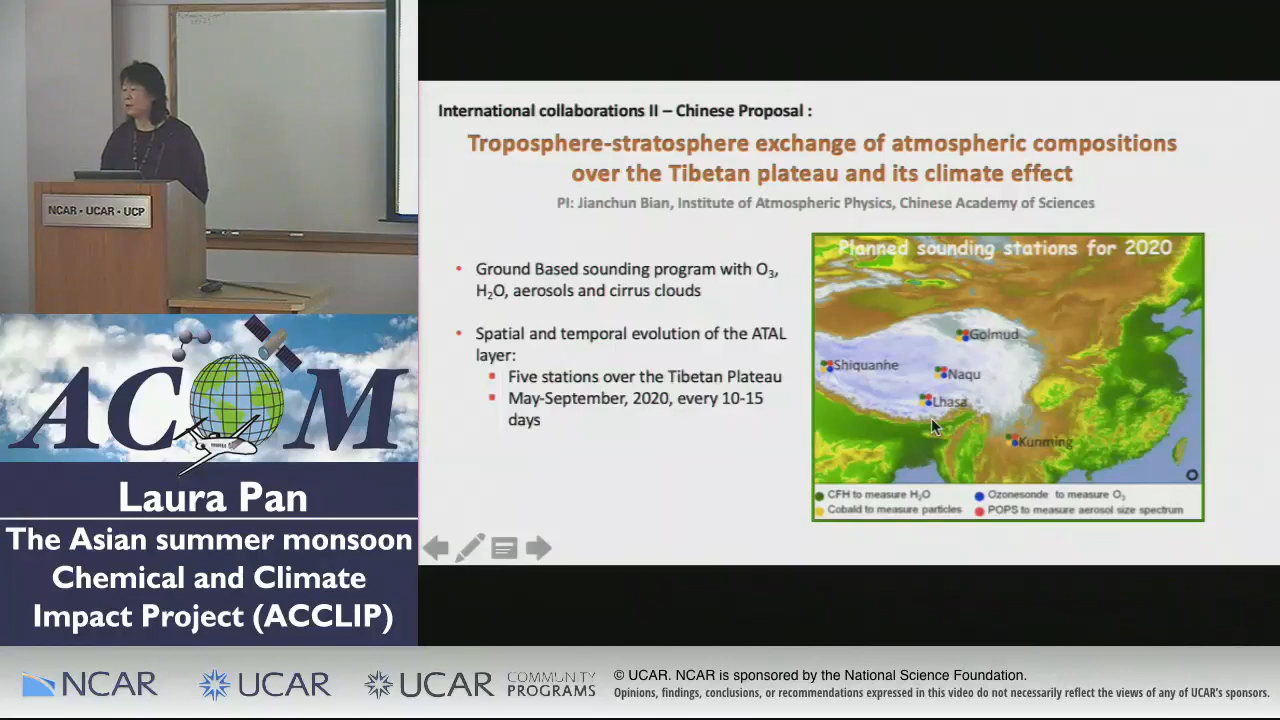 NCAR • UCAR • UCP
ACOM
Laura Pan
The Asian summer monsoon
Chemical and Climate
Impact Project (ACCLIP)
International collaborations II – Chinese Proposal :
Troposphere-stratosphere exchange of atmospheric compositions
over the Tibetan plateau and its climate effect
PI: Jianchun Bian, Institute of Atmospheric Physics, Chinese Academy of Sciences
• Ground Based sounding program with O₃,
H₂O, aerosols and cirrus clouds
• Spatial and temporal evolution of the ATAL
layer:
▪ Five stations over the Tibetan Plateau
▪ May-September, 2020, every 10-15
days
Planned sounding stations for 2020
Golmud
Shiquanhe
Naqu
Lhasa
Kunming
CFH to measure H₂O
Ozonesonde to measure O₃
Cobald to measure particles
POPS to measure aerosol size spectrum
NCAR
UCAR
UCAR
COMMUNITY
PROGRAMS
© UCAR. NCAR is sponsored by the National Science Foundation.
Opinions, findings, conclusions, or recommendations expressed in this video do not necessarily reflect the views of any of UCAR's sponsors.